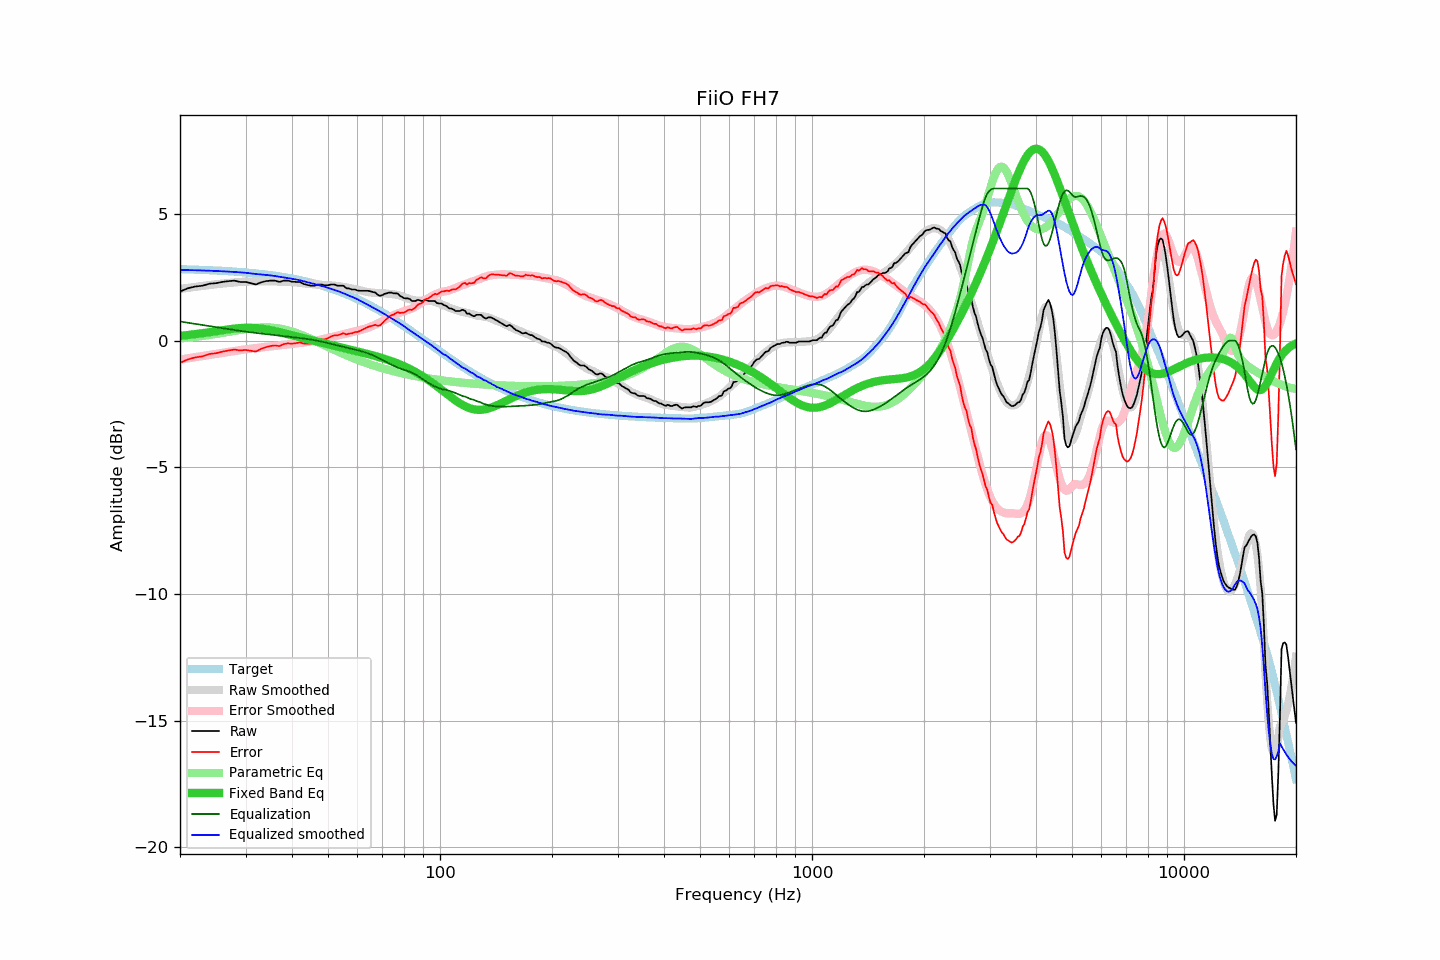 FiiO FH7
Amplitude (dBr)
5
0
−5
−10
−15
−20
Target
Raw Smoothed
Error Smoothed
Raw
Error
Parametric Eq
Fixed Band Eq
Equalization
Equalized smoothed
100 1000 10000
Frequency (Hz)